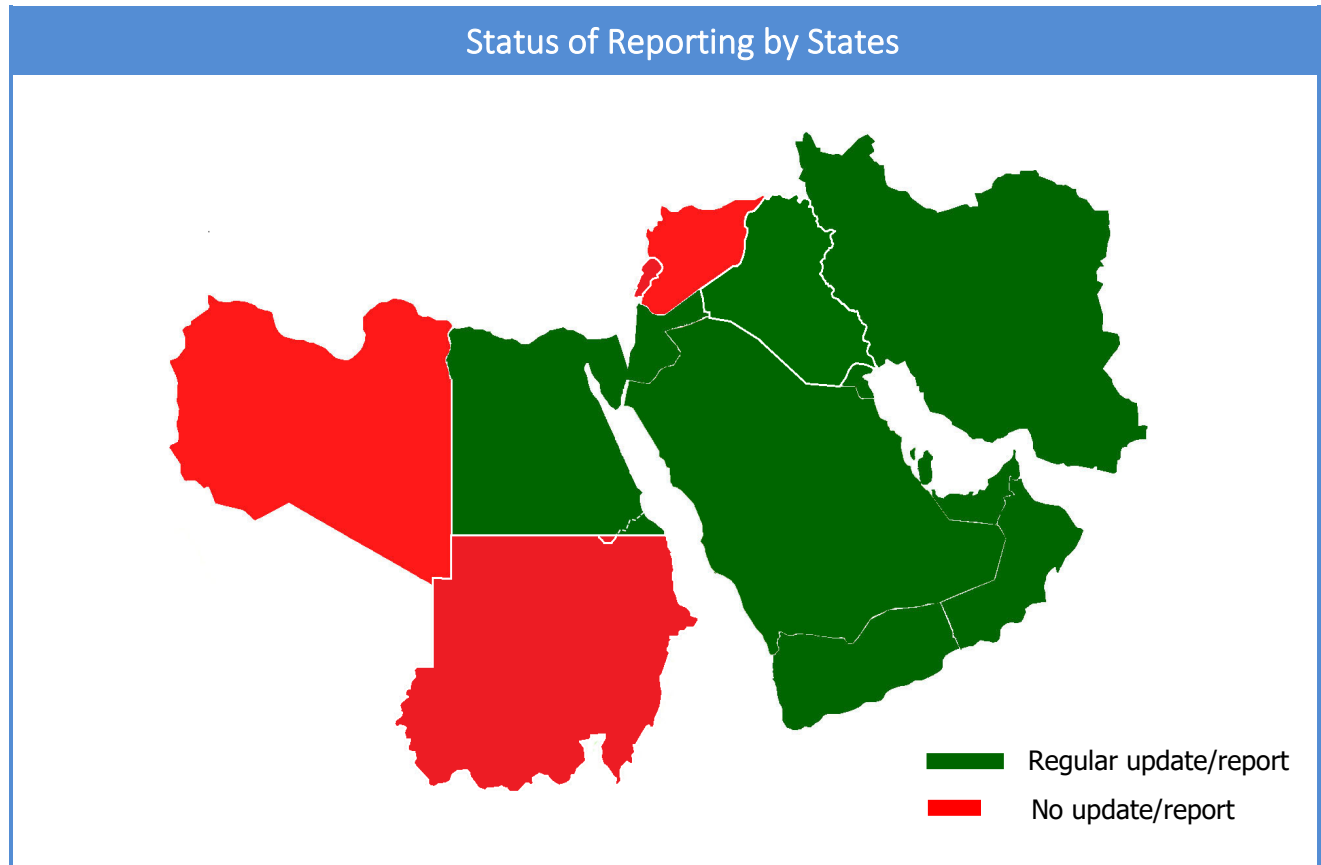 Status of Reporting by States
Regular update/report
No update/report